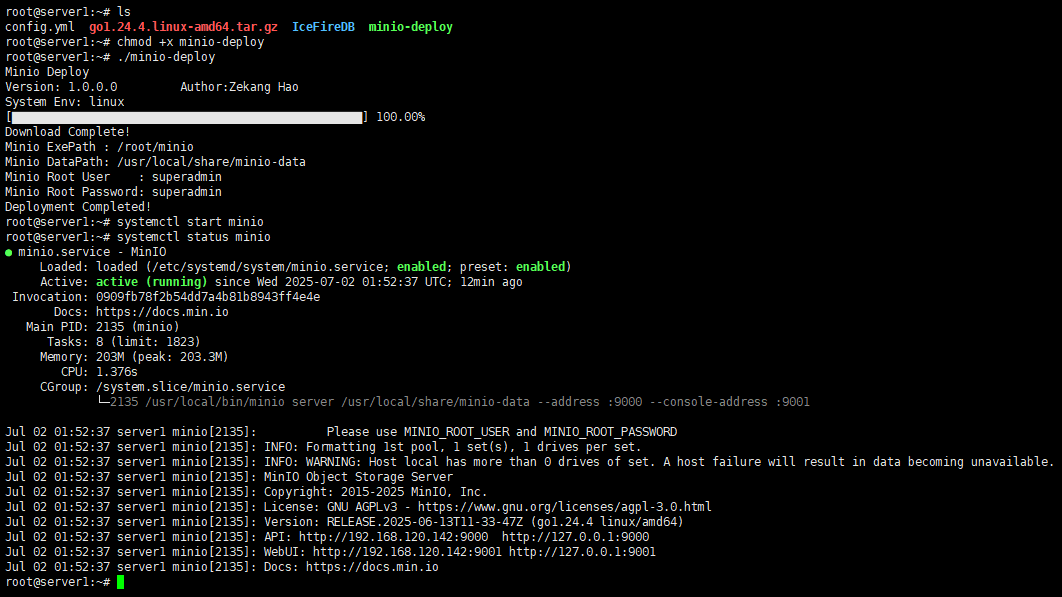 root@server1:~# ls
config.yml  go1.24.4.linux-amd64.tar.gz  IceFireDB  minio-deploy
root@server1:~# chmod +x minio-deploy
root@server1:~# ./minio-deploy
Minio Deploy
Version: 1.0.0.0         Author:Zekang Hao
System Env: linux
[] 100.00%
Download Complete!
Minio ExePath : /root/minio
Minio DataPath: /usr/local/share/minio-data
Minio Root User    : superadmin
Minio Root Password: superadmin
Deployment Completed!
root@server1:~# systemctl start minio
root@server1:~# systemctl status minio
● minio.service - MinIO
     Loaded: loaded (/etc/systemd/system/minio.service; enabled; preset: enabled)
     Active: active (running) since Wed 2025-07-02 01:52:37 UTC; 12min ago
 Invocation: 0909fb78f2b54dd7a4b81b8943ff4e4e
       Docs: https://docs.min.io
   Main PID: 2135 (minio)
      Tasks: 8 (limit: 1823)
     Memory: 203M (peak: 203.3M)
        CPU: 1.376s
     CGroup: /system.slice/minio.service
             └─2135 /usr/local/bin/minio server /usr/local/share/minio-data --address :9000 --console-address :9001
Jul 02 01:52:37 server1 minio[2135]:          Please use MINIO_ROOT_USER and MINIO_ROOT_PASSWORD
Jul 02 01:52:37 server1 minio[2135]: INFO: Formatting 1st pool, 1 set(s), 1 drives per set.
Jul 02 01:52:37 server1 minio[2135]: INFO: WARNING: Host local has more than 0 drives of set. A host failure will result in data becoming unavailable.
Jul 02 01:52:37 server1 minio[2135]: MinIO Object Storage Server
Jul 02 01:52:37 server1 minio[2135]: Copyright: 2015-2025 MinIO, Inc.
Jul 02 01:52:37 server1 minio[2135]: License: GNU AGPLv3 - https://www.gnu.org/licenses/agpl-3.0.html
Jul 02 01:52:37 server1 minio[2135]: Version: RELEASE.2025-06-13T11-33-47Z (go1.24.4 linux/amd64)
Jul 02 01:52:37 server1 minio[2135]: API: http://192.168.120.142:9000  http://127.0.0.1:9000
Jul 02 01:52:37 server1 minio[2135]: WebUI: http://192.168.120.142:9001 http://127.0.0.1:9001
Jul 02 01:52:37 server1 minio[2135]: Docs: https://docs.min.io
root@server1:~#